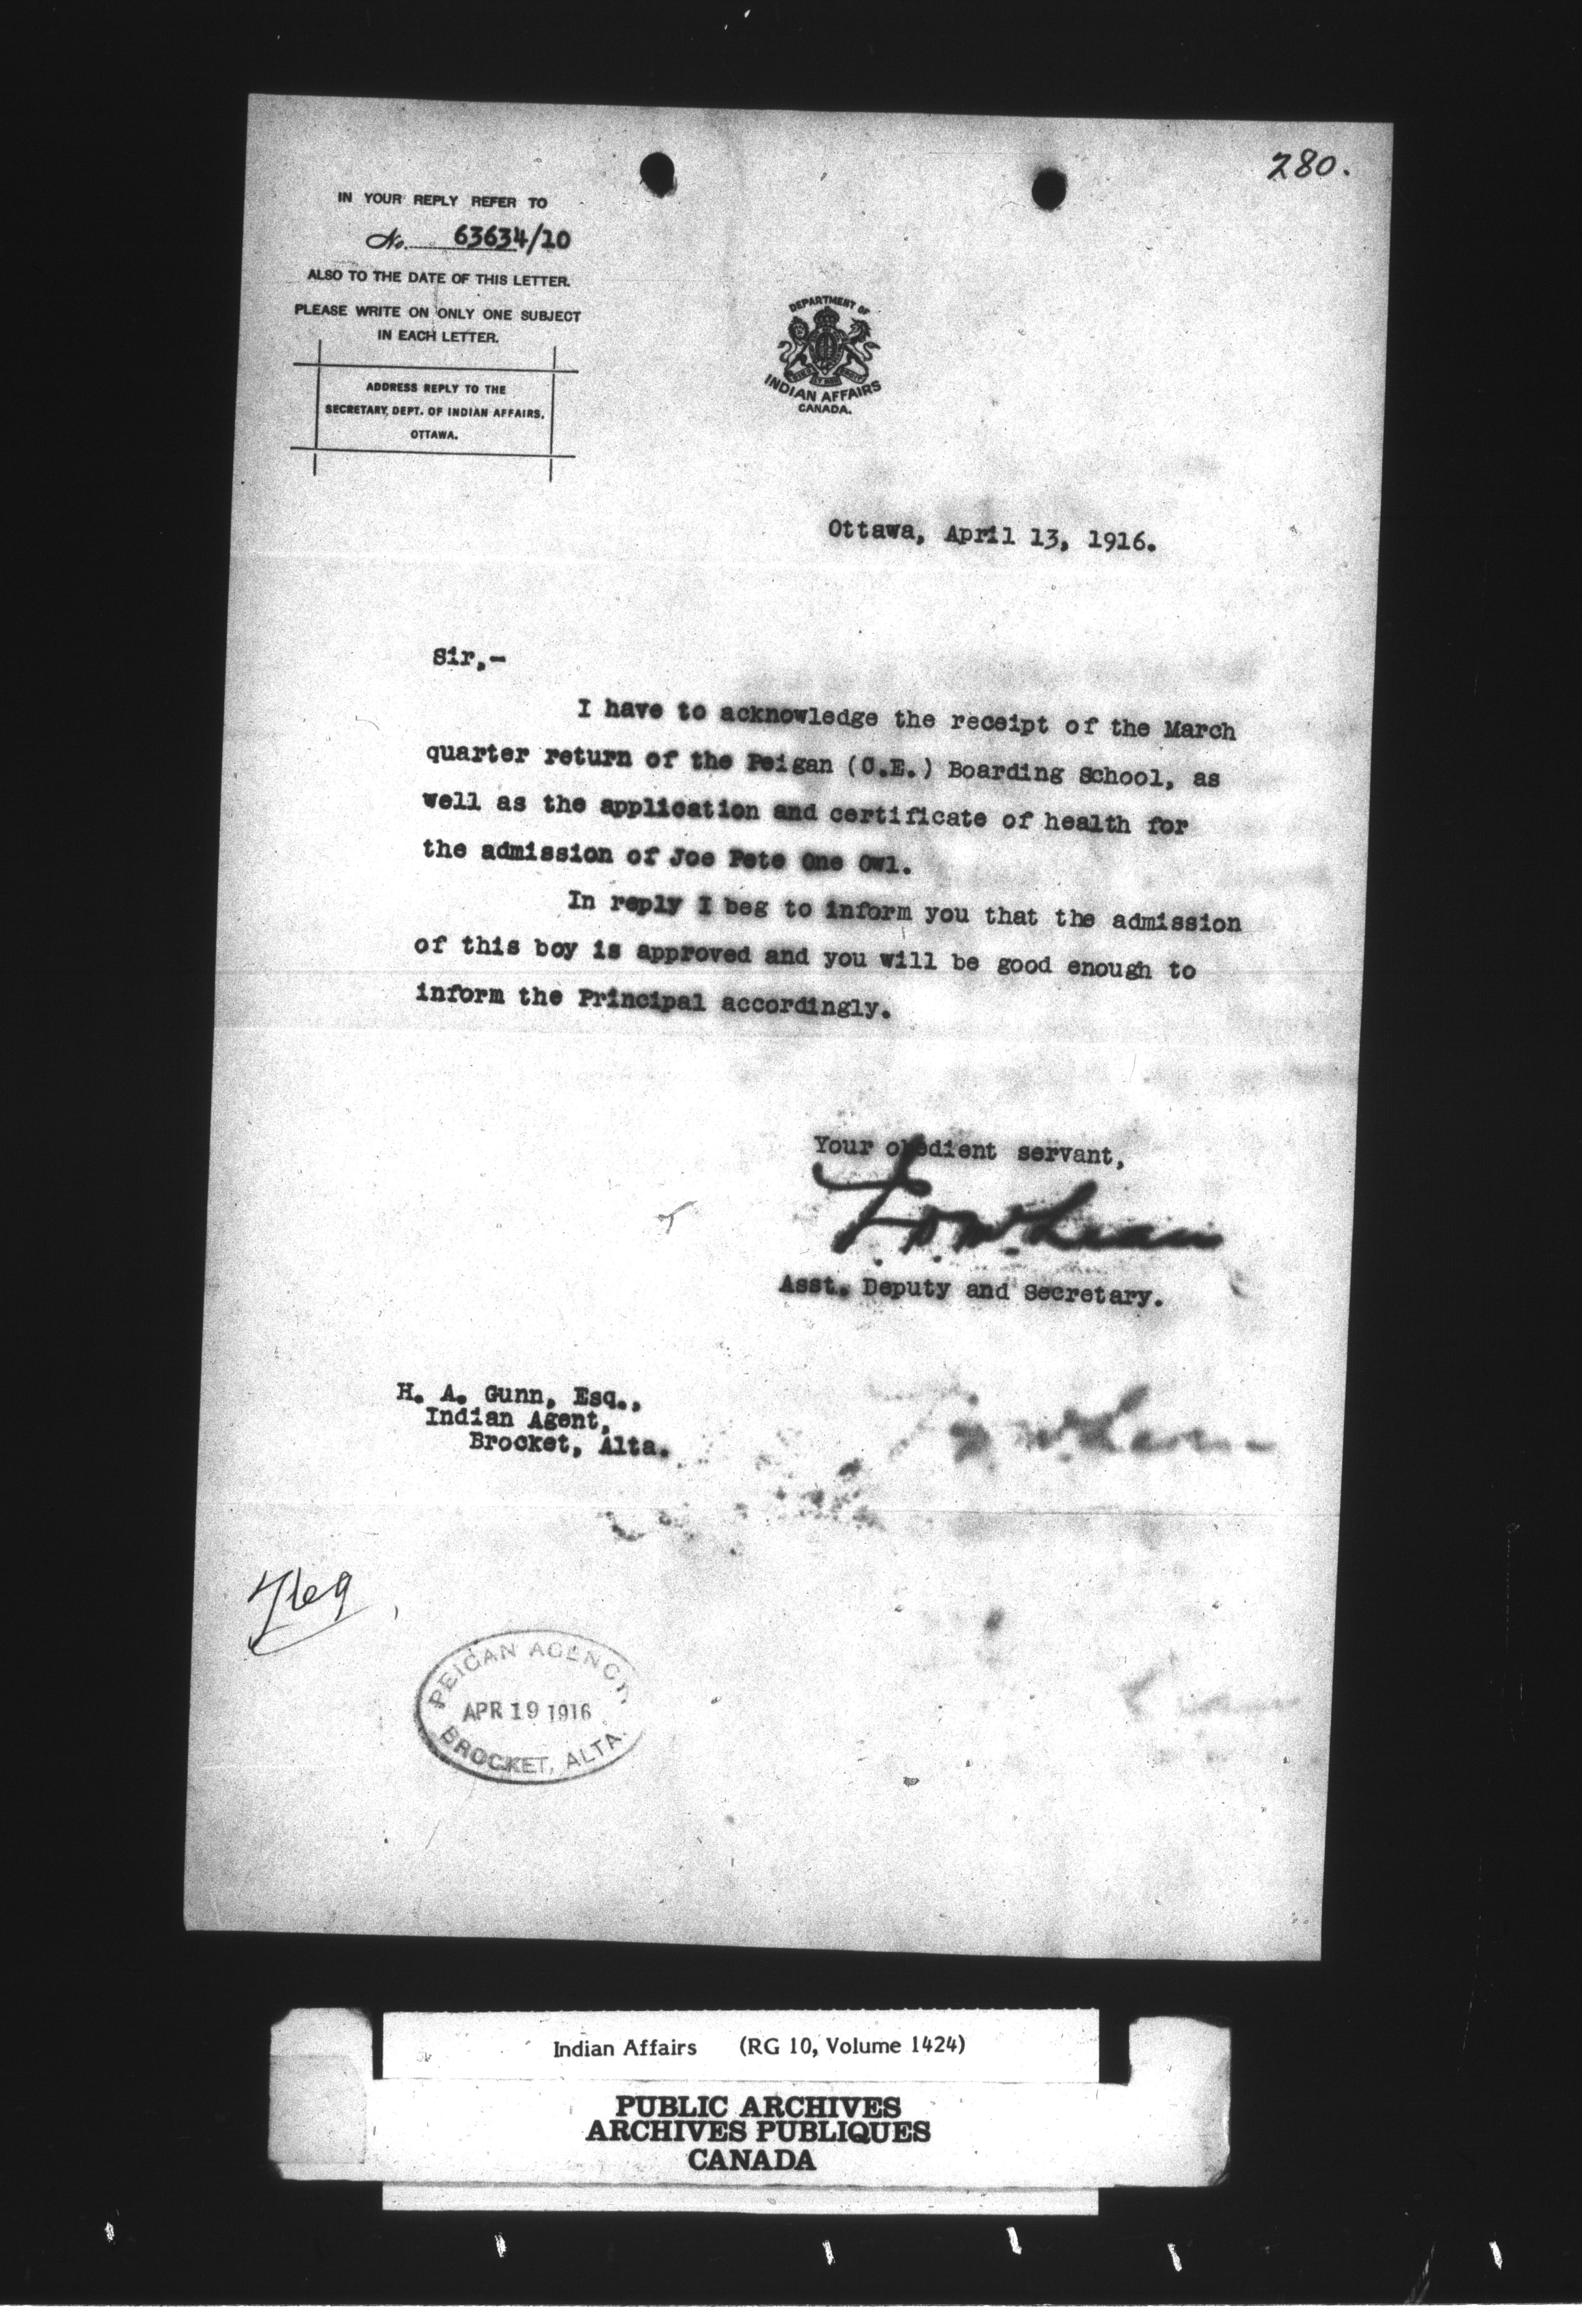 280.
IN YOUR REPLY REFER TO
No. 63634/10
ALSO TO THE DATE OF THIS LETTER.
PLEASE WRITE ON ONLY ONE SUBJECT
IN EACH LETTER.
ADDRESS REPLY TO THE
SECRETARY, DEPT. OF INDIAN AFFAIRS,
OTTAWA.
DEPARTMENT OF
INDIAN AFFAIRS
CANADA.
Ottawa, April 13, 1916.
Sir,-
I have to acknowledge the receipt of the March
quarter return of the Peigan (C.E.) Boarding School, as
well as the application and certificate of health for
the admission of Joe Pete One Owl.
In reply I beg to inform you that the admission
of this boy is approved and you will be good enough to
inform the Principal accordingly.
Your obedient servant,
Asst. Deputy and Secretary.
H. A. Gunn, Esq.,
Indian Agent,
Brocket, Alta.
PEIGAN AGENCY,
APR 19 1916
BROCKET, ALTA.
Indian Affairs (RG 10, Volume 1424)
PUBLIC ARCHIVES
ARCHIVES PUBLIQUES
CANADA